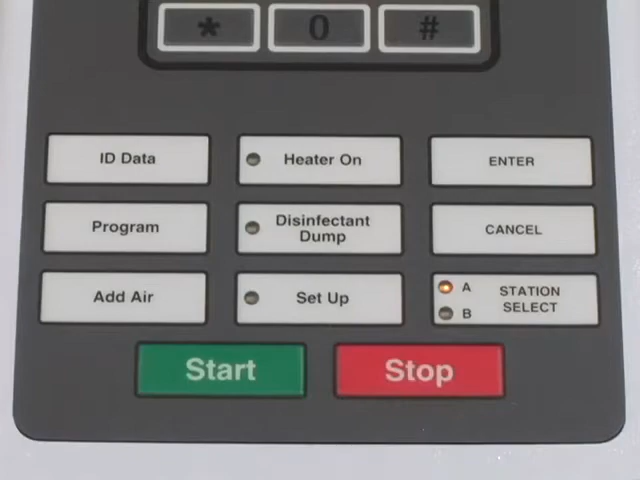 * 0 #
ID Data
Heater On
ENTER
Program
Disinfectant
Dump
CANCEL
Add Air
Set Up
A
B
STATION
SELECT
Start
Stop